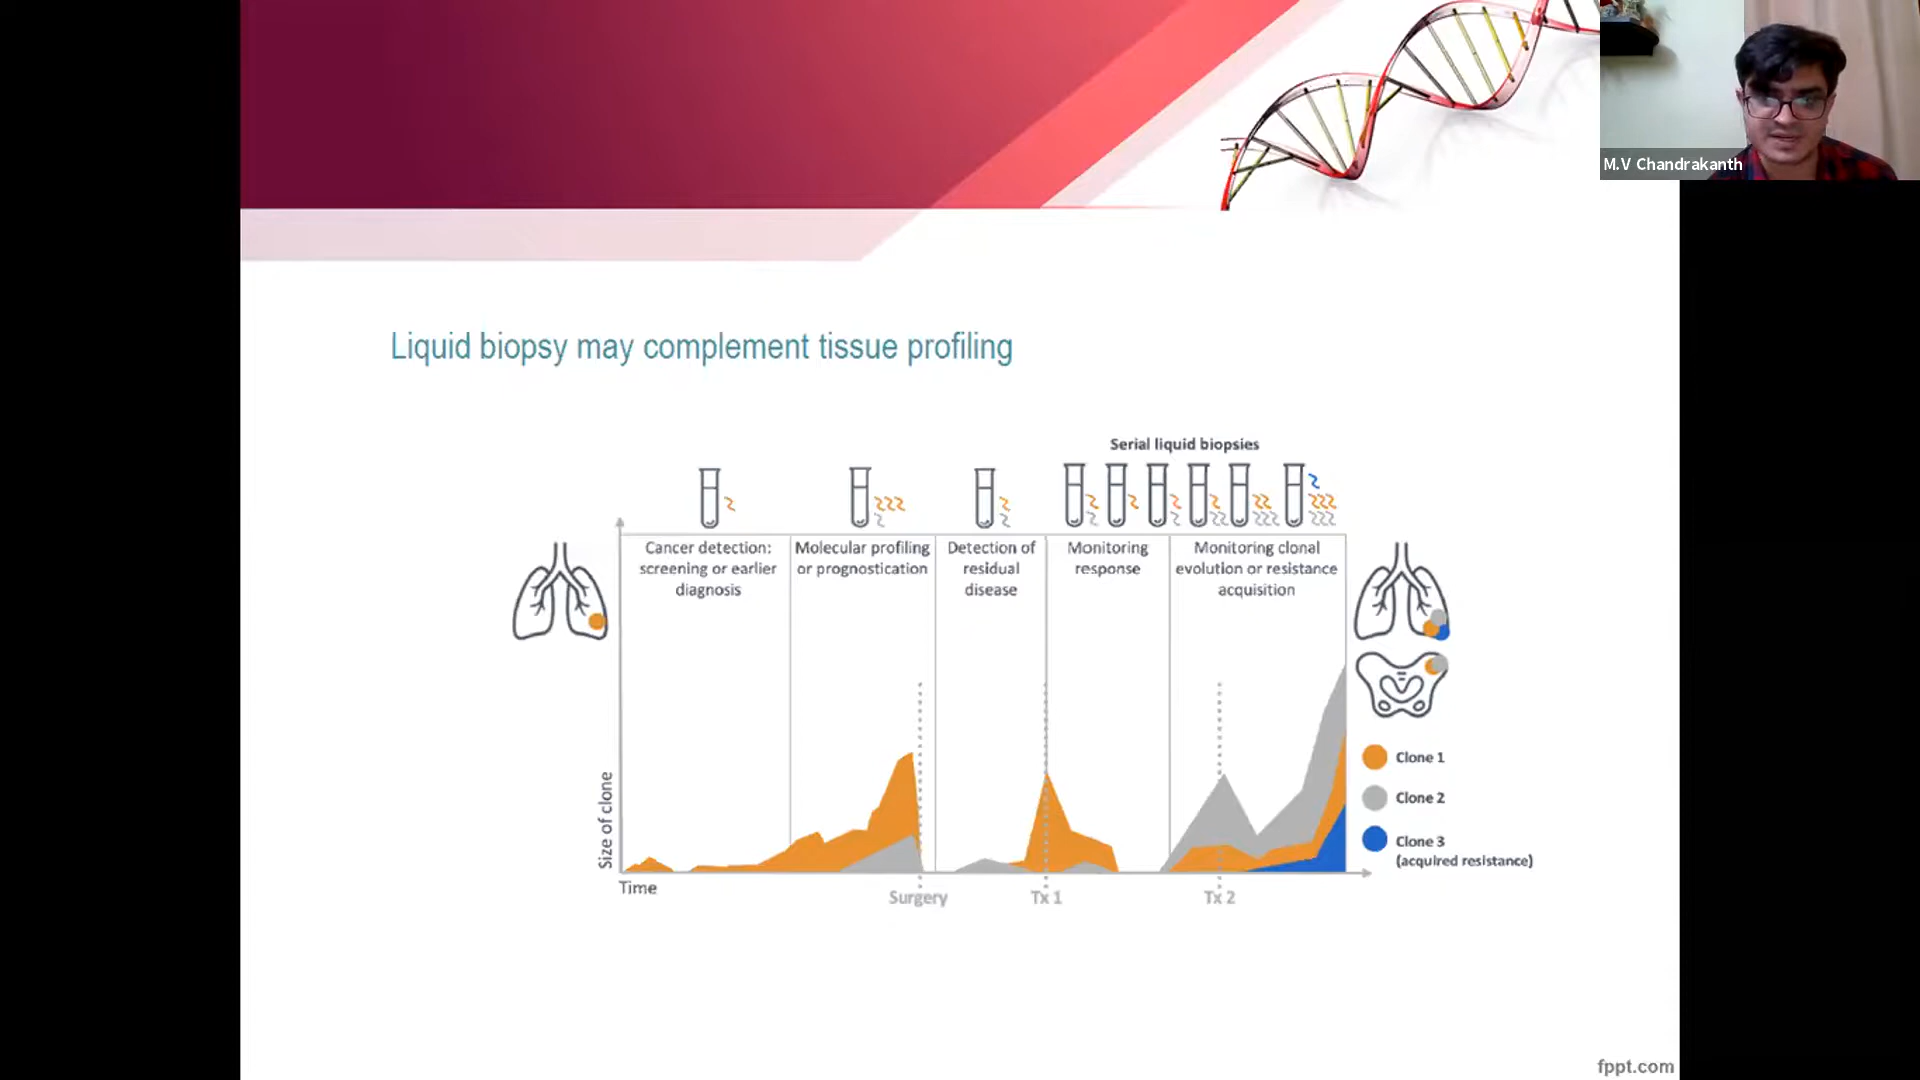 M.V Chandrakanth
Liquid biopsy may complement tissue profiling
Serial liquid biopsies
Cancer detection:
screening or earlier
diagnosis
Molecular profiling
or prognostication
Detection of
residual
disease
Monitoring
response
Monitoring clonal
evolution or resistance
acquisition
Size of clone
Time
Surgery
Tx 1
Tx 2
Clone 1
Clone 2
Clone 3
(acquired resistance)
fppt.com